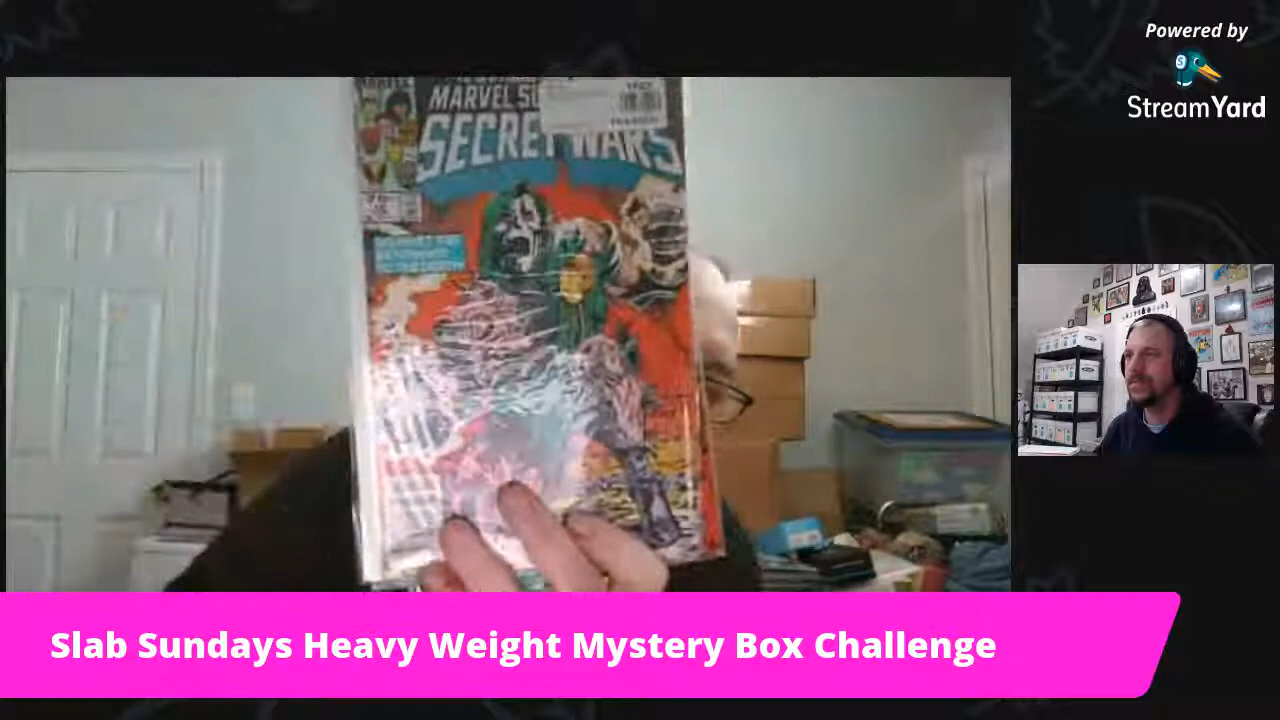 Powered by
StreamYard
MARVEL SU
SECRET WARS
Slab Sundays Heavy Weight Mystery Box Challenge